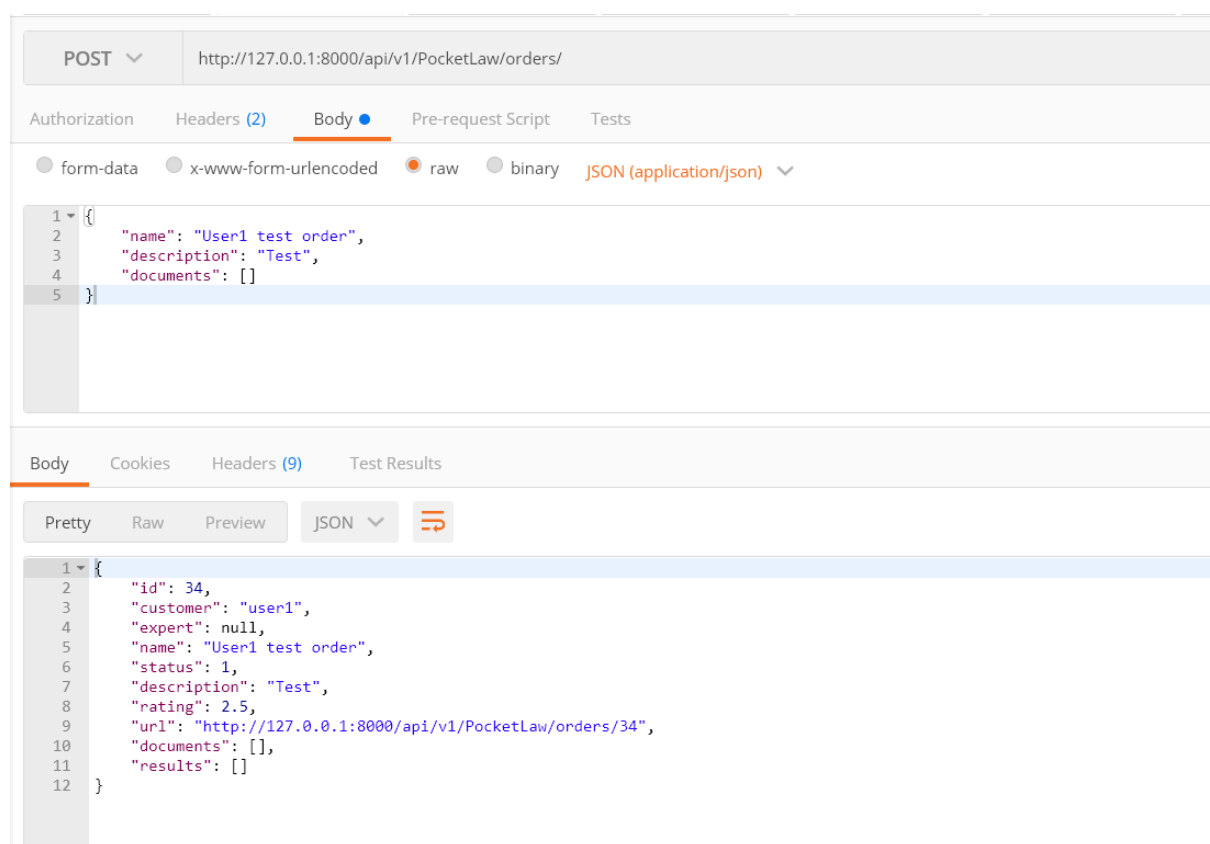 POST http://127.0.0.1:8000/api/v1/PocketLaw/orders/
Authorization Headers (2) Body Pre-request Script Tests
form-data x-www-form-urlencoded raw binary JSON (application/json)
1 {
2 "name": "User1 test order",
3 "description": "Test",
4 "documents": []
5 }
Body Cookies Headers (9) Test Results
Pretty Raw Preview JSON
1 {
2 "id": 34,
3 "customer": "user1",
4 "expert": null,
5 "name": "User1 test order",
6 "status": 1,
7 "description": "Test",
8 "rating": 2.5,
9 "url": "http://127.0.0.1:8000/api/v1/PocketLaw/orders/34",
10 "documents": [],
11 "results": []
12 }